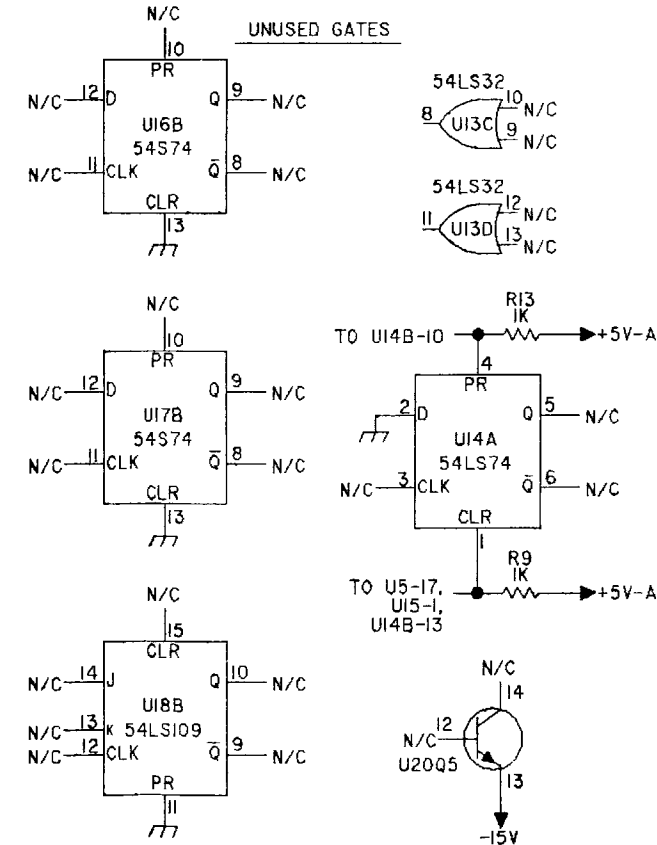 UNUSED GATES
N/C
10
PR
N/C 12 D Q 9 N/C
U16B
54S74
N/C 11 CLK Q̅ 8 N/C
CLR
13
54LS32
8 U13C 10 N/C
9 N/C
54LS32
11 U13D 12 N/C
13 N/C
N/C
10
PR
N/C 12 D Q 9 N/C
U17B
54S74
N/C 11 CLK Q̅ 8 N/C
CLR
13
R13
1K
TO U14B-10 +5V-A
4
PR
2 D Q 5 N/C
U14A
54LS74
N/C 3 CLK Q̅ 6 N/C
CLR
1
R9
1K
TO U5-17, +5V-A
U15-1,
U14B-13
N/C
15
CLR
N/C 14 J Q 10 N/C
U18B
N/C 13 K 54LS109
N/C 12 CLK Q̅ 9 N/C
PR
11
N/C
14
N/C 12
U20Q5
13
-15V